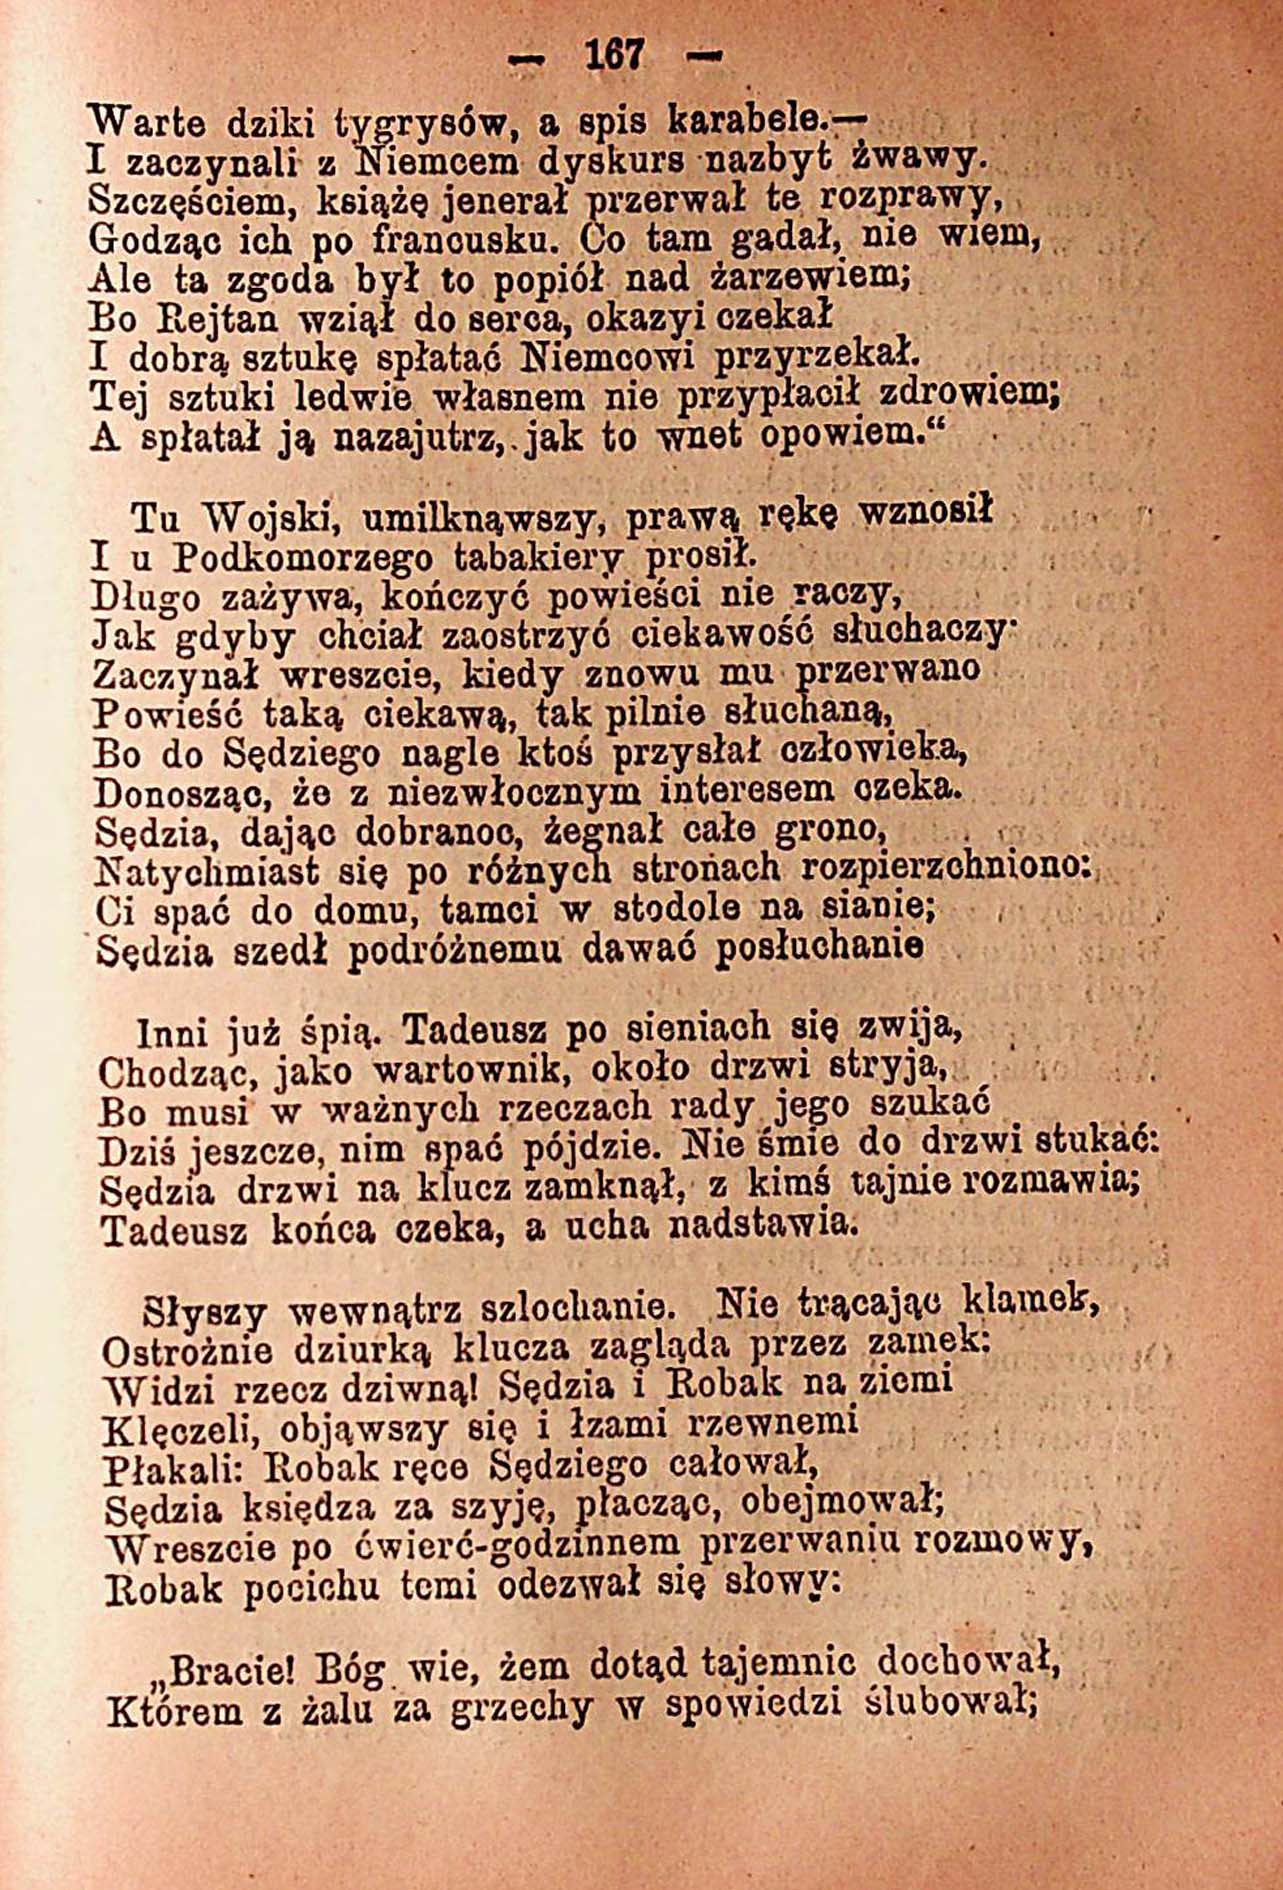 — 167 —
Warte dziki tygrysów, a spis karabele.—
I zaczynali z Niemcem dyskurs nazbyt żwawy.
Szczęściem, książę jenerał przerwał te rozprawy,
Godząc ich po francusku. Co tam gadał, nie wiem,
Ale ta zgoda był to popiół nad żarzewiem;
Bo Rejtan wziął do serca, okazyi czekał
I dobrą sztukę spłatać Niemcowi przyrzekał.
Tej sztuki ledwie własnem nie przypłacił zdrowiem;
A spłatał ją nazajutrz, jak to wnet opowiem.“
Tu Wojski, umilknąwszy, prawą rękę wznosił
I u Podkomorzego tabakiery prosił.
Długo zażywa, kończyć powieści nie raczy,
Jak gdyby chciał zaostrzyć ciekawość słuchaczy·
Zaczynał wreszcie, kiedy znowu mu przerwano
Powieść taką ciekawą, tak pilnie słuchaną,
Bo do Sędziego nagle ktoś przysłał człowieka,
Donosząc, że z niezwłocznym interesem czeka.
Sędzia, dając dobranoc, żegnał całe grono,
Natychmiast się po różnych stronach rozpierzchniono:
Ci spać do domu, tamci w stodole na sianie;
Sędzia szedł podróżnemu dawać posłuchanie
Inni już śpią. Tadeusz po sieniach się zwija,
Chodząc, jako wartownik, około drzwi stryja,
Bo musi w ważnych rzeczach rady jego szukać
Dziś jeszcze, nim spać pójdzie. Nie śmie do drzwi stukać:
Sędzia drzwi na klucz zamknął, z kimś tajnie rozmawia;
Tadeusz końca czeka, a ucha nadstawia.
Słyszy wewnątrz szlochanie. Nie trącając klamek,
Ostrożnie dziurką klucza zagląda przez zamek:
Widzi rzecz dziwną! Sędzia i Robak na ziemi
Klęczeli, objąwszy się i łzami rzewnemi
Płakali: Robak ręce Sędziego całował,
Sędzia księdza za szyję, płacząc, obejmował;
Wreszcie po ćwierć-godzinnem przerwaniu rozmowy,
Robak pocichu temi odezwał się słowy:
„Bracie! Bóg wie, żem dotąd tajemnic dochował,
Którem z żalu za grzechy w spowiedzi ślubował;